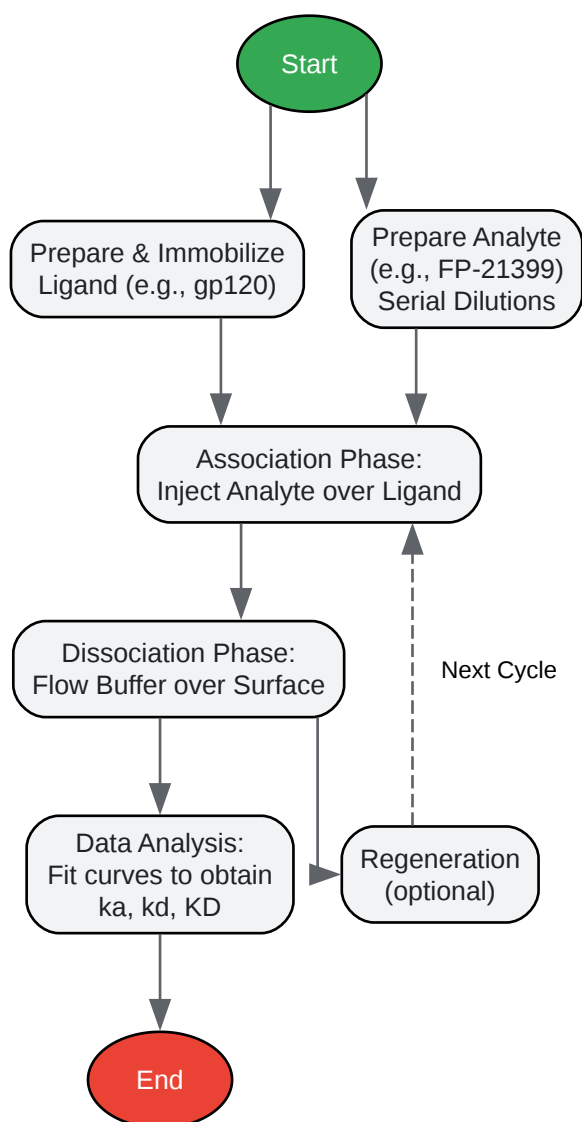 Start
Prepare & Immobilize
Ligand (e.g., gp120)
Prepare Analyte
(e.g., FP-21399)
Serial Dilutions
Association Phase:
Inject Analyte over Ligand
Dissociation Phase:
Flow Buffer over Surface
Next Cycle
Data Analysis:
Fit curves to obtain
ka, kd, KD
Regeneration
(optional)
End